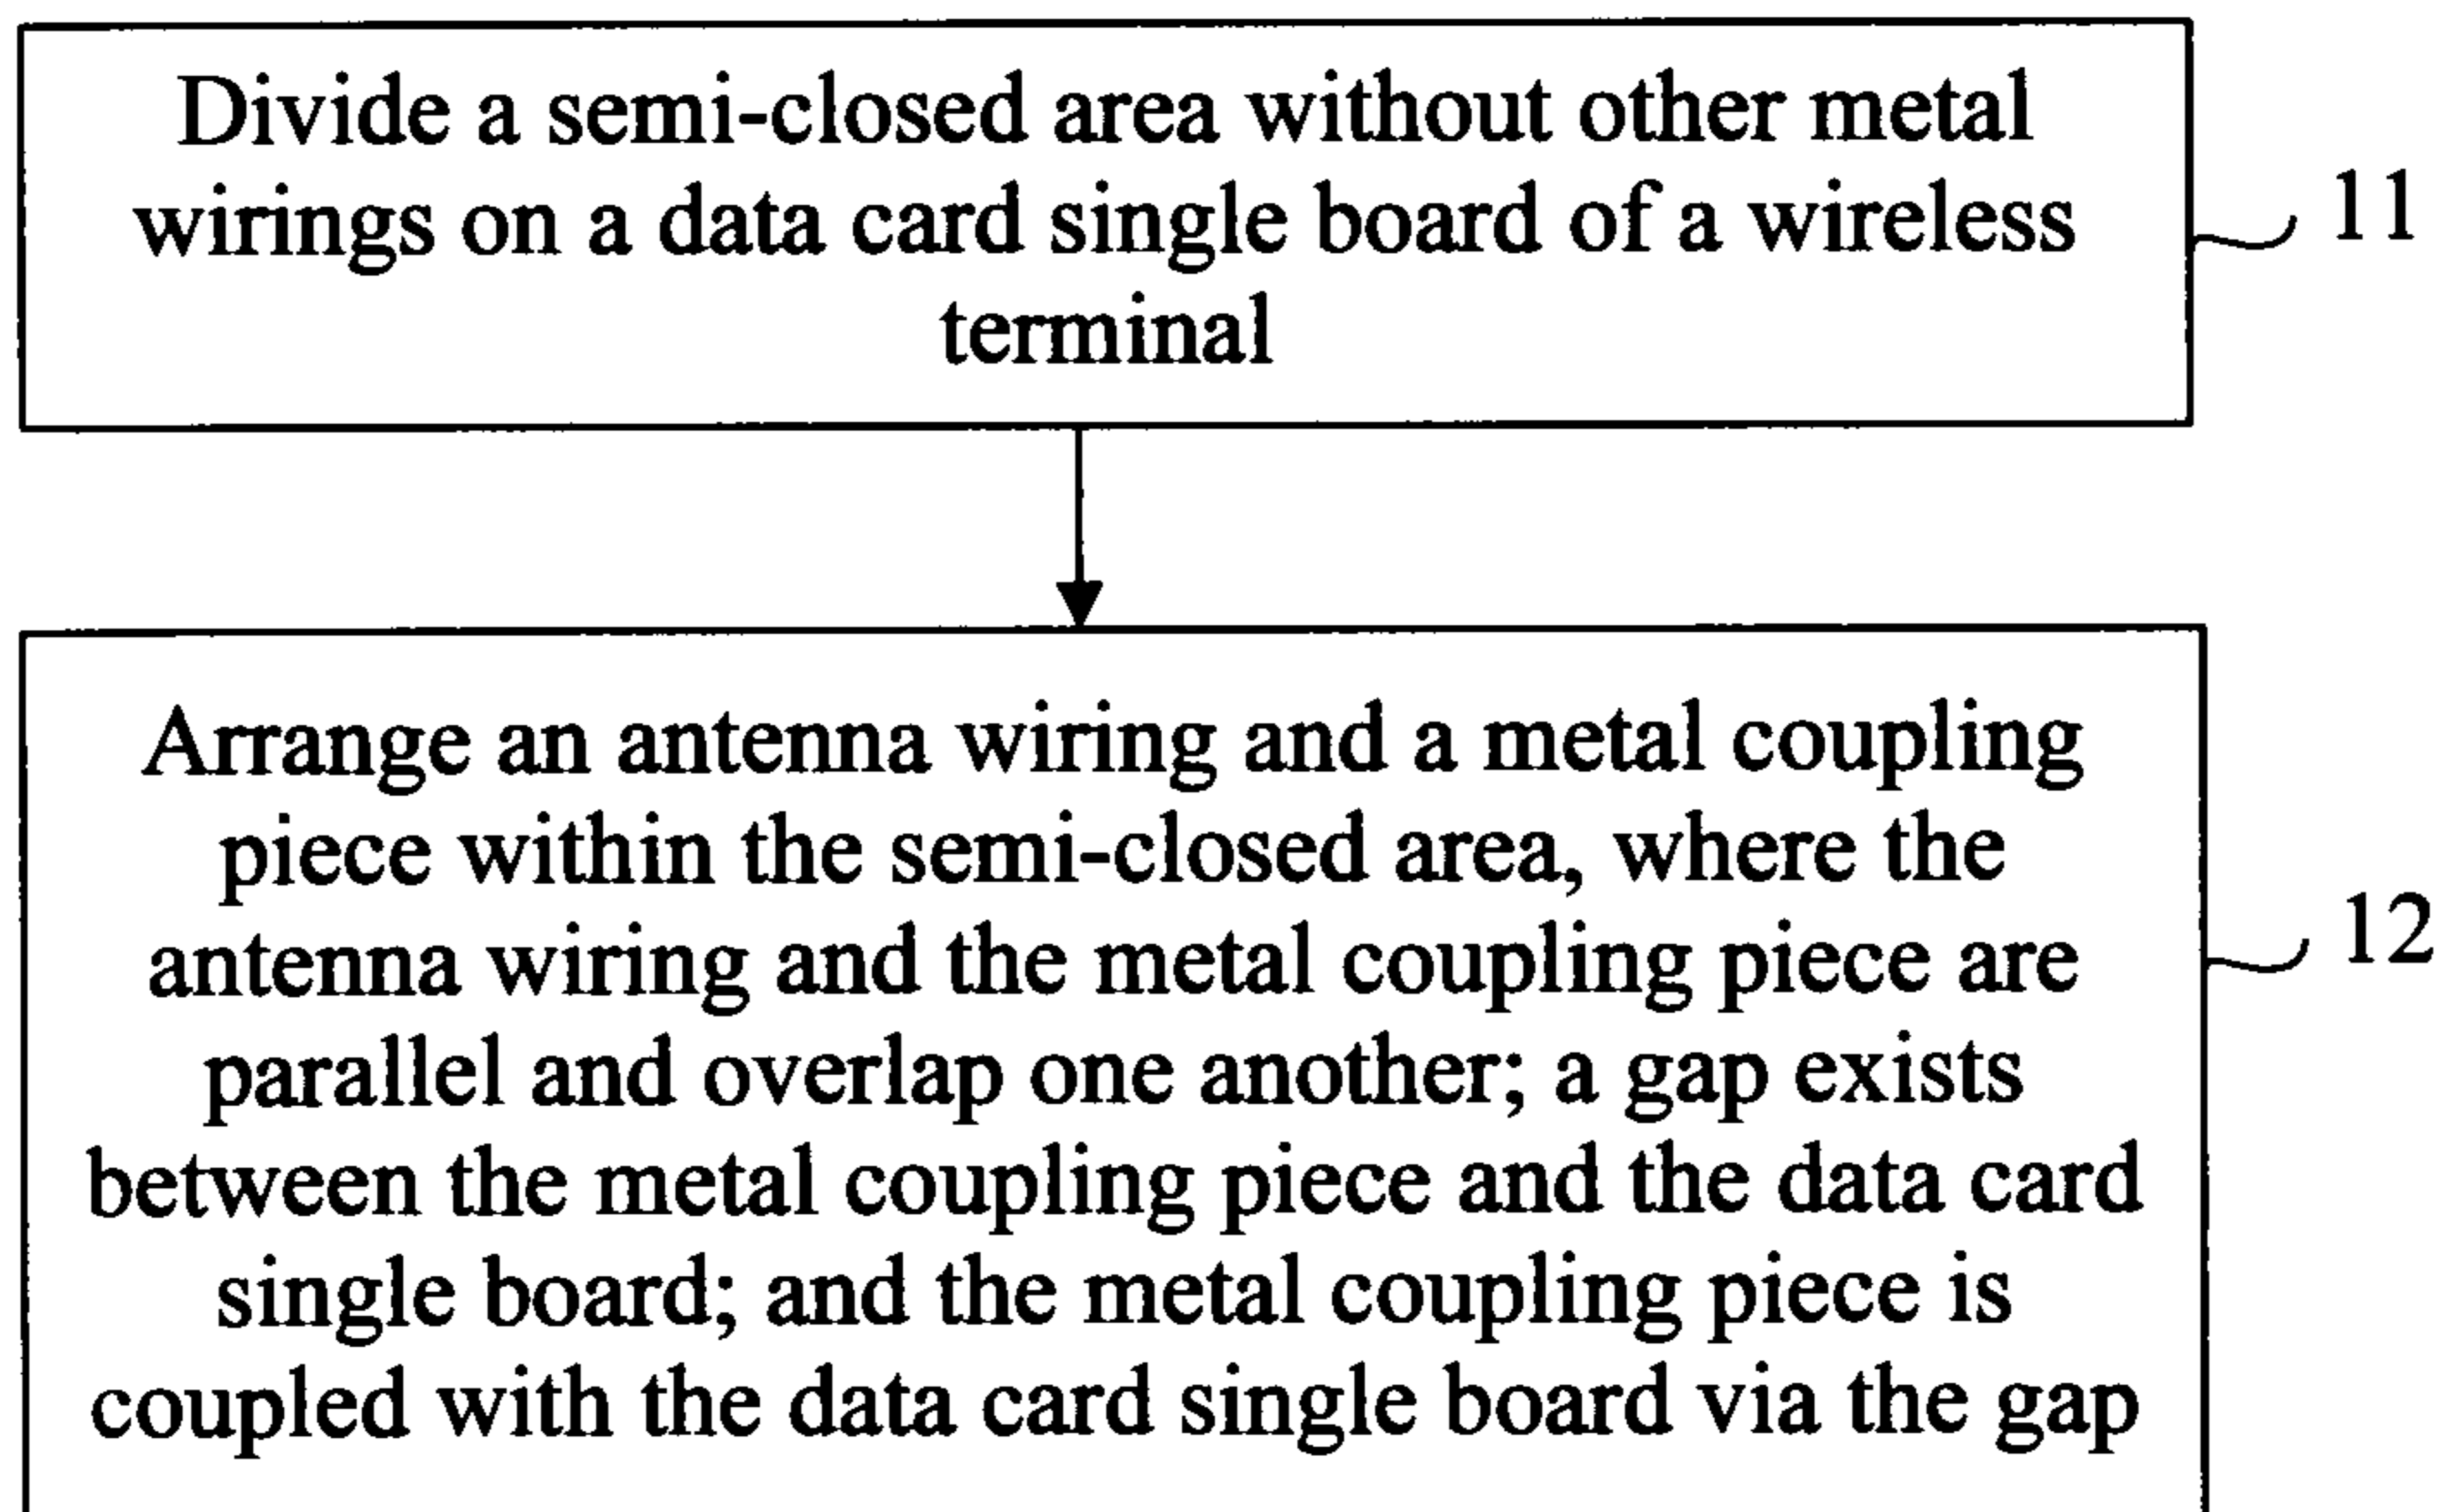 Divide a semi-closed area without other metal
wirings on a data card single board of a wireless
terminal
11
Arrange an antenna wiring and a metal coupling
piece within the semi-closed area, where the
antenna wiring and the metal coupling piece are
parallel and overlap one another; a gap exists
between the metal coupling piece and the data card
single board; and the metal coupling piece is
coupled with the data card single board via the gap
12